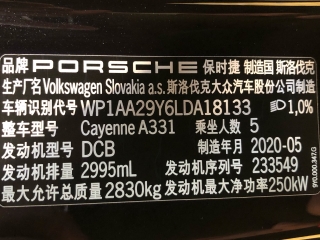 品牌 PORSCHE 保时捷 制造国 斯洛伐克
生产厂名 Volkswagen Slovakia a.s. 斯洛伐克大众汽车股份公司制造
车辆识别代号 WP1AA29Y6LDA18133 1,0%
整车型号 Cayenne A331 乘坐人数 5
发动机型号 DCB 制造年月 2020-05
发动机排量 2995mL 发动机序列号 233549
最大允许总质量 2830kg 发动机最大净功率 250kW
9Y0.000.347.G